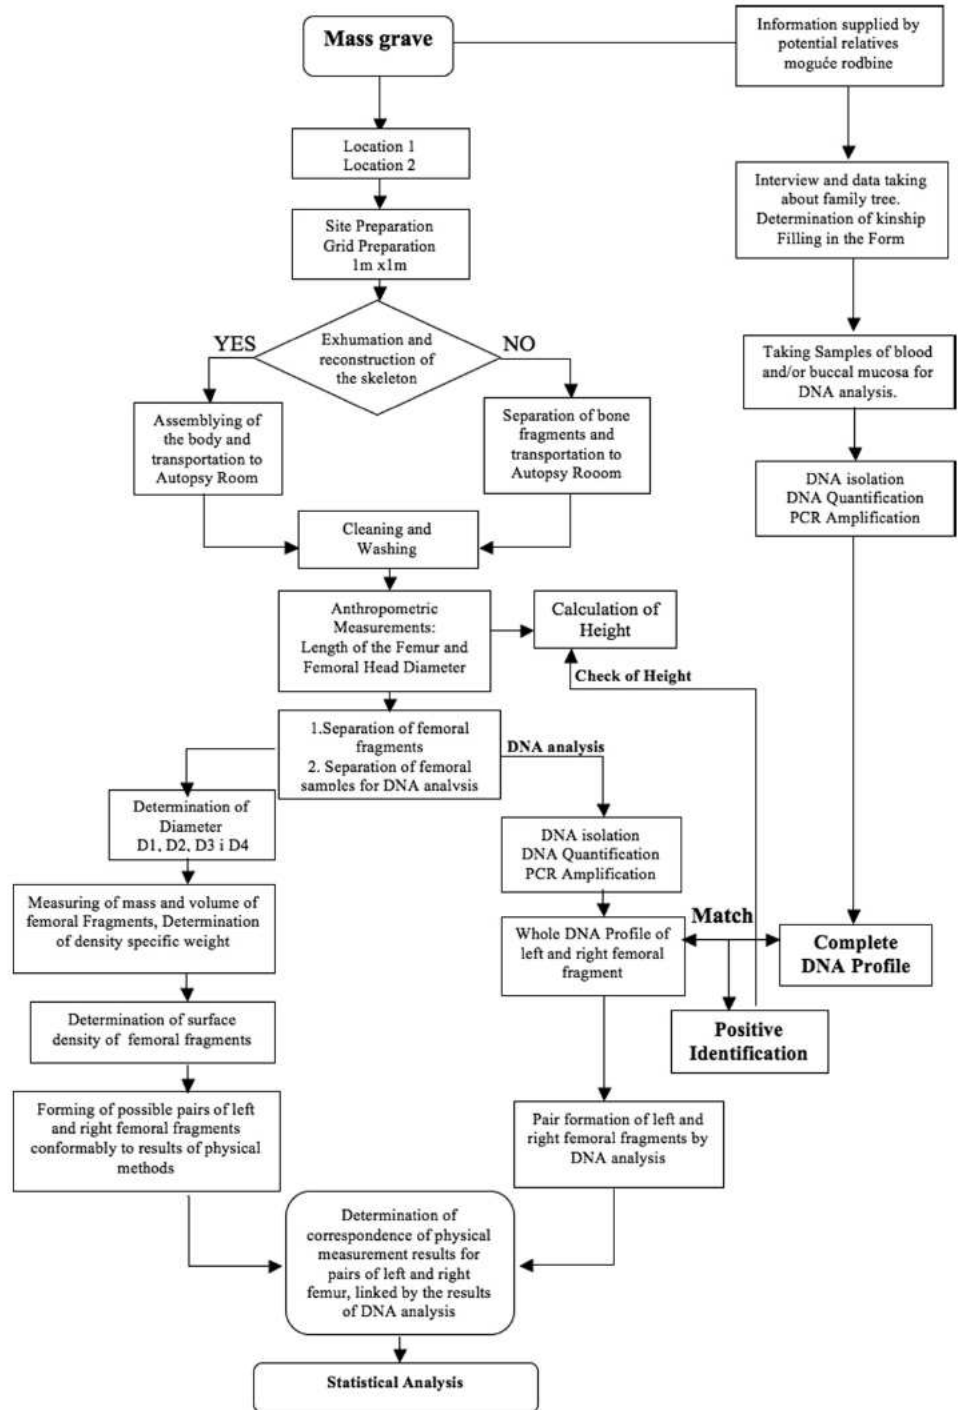 Mass grave
Information supplied by
potential relatives
moguće rodbine
Location 1
Location 2
Interview and data taking
about family tree.
Determination of kinship
Filling in the Form
Site Preparation
Grid Preparation
1m x1m
YES
Exhumation and
reconstruction of
the skeleton
NO
Taking Samples of blood
and/or buccal mucosa for
DNA analysis.
Assemblying of
the body and
transportation to
Autopsy Room
Separation of bone
fragments and
transportation to
Autopsy Rooom
DNA isolation
DNA Quantification
PCR Amplification
Cleaning and
Washing
Anthropometric
Measurements:
Length of the Femur and
Femoral Head Diameter
Calculation of
Height
Check of Height
1.Separation of femoral
fragments
2. Separation of femoral
samples for DNA analysis
DNA analysis
Determination of
Diameter
D1, D2, D3 i D4
DNA isolation
DNA Quantification
PCR Amplification
Measuring of mass and volume of
femoral Fragments, Determination
of density specific weight
Whole DNA Profile of
left and right femoral
fragment
Match
Complete
DNA Profile
Determination of surface
density of femoral fragments
Positive
Identification
Forming of possible pairs of left
and right femoral fragments
conformably to results of physical
methods
Pair formation of left and
right femoral fragments by
DNA analysis
Determination of
correspondence of physical
measurement results for
pairs of left and right
femur, linked by the results
of DNA analysis
Statistical Analysis